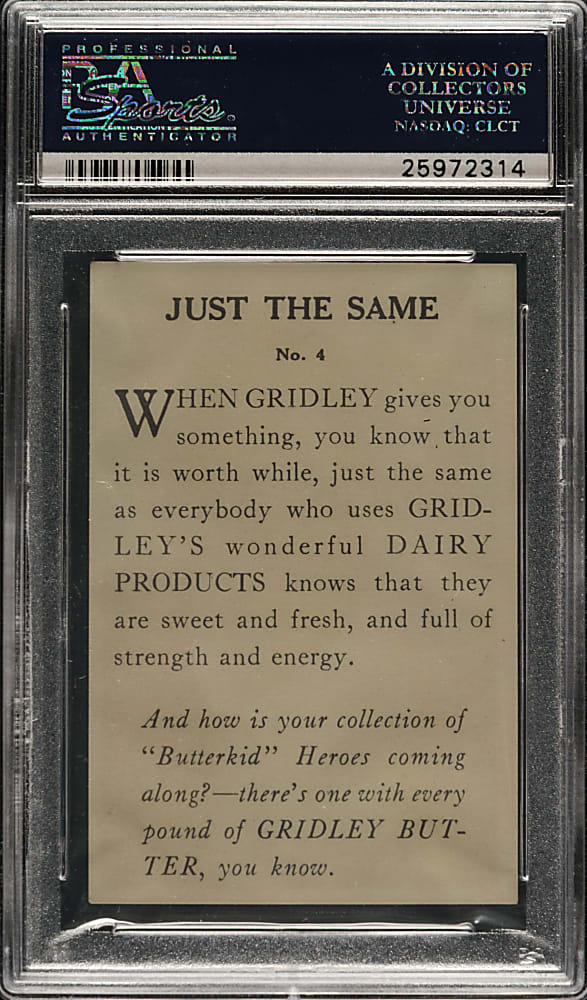 PROFESSIONAL
PSA
Sports
AUTHENTICATOR
A DIVISION OF
COLLECTORS
UNIVERSE
NASDAQ: CLCT
25972314
JUST THE SAME
No. 4
WHEN GRIDLEY gives you
something, you know that
it is worth while, just the same
as everybody who uses GRID-
LEY'S wonderful DAIRY
PRODUCTS knows that they
are sweet and fresh, and full of
strength and energy.
And how is your collection of
“Butterkid” Heroes coming
along?—there's one with every
pound of GRIDLEY BUT-
TER, you know.